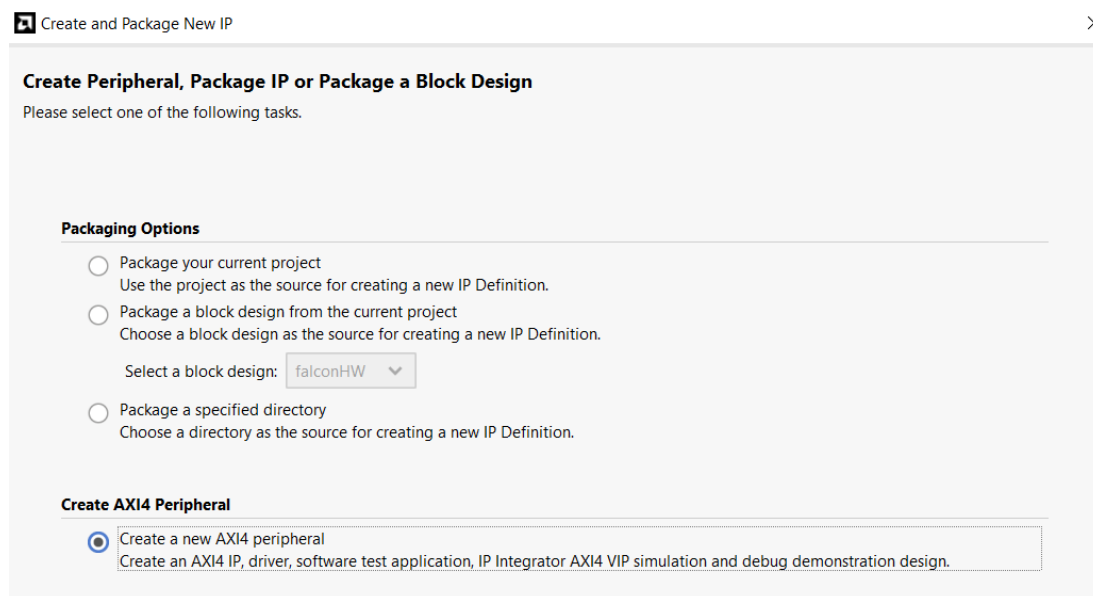 Create and Package New IP
Create Peripheral, Package IP or Package a Block Design
Please select one of the following tasks.
Packaging Options
Package your current project
Use the project as the source for creating a new IP Definition.
Package a block design from the current project
Choose a block design as the source for creating a new IP Definition.
Select a block design: falconHW
Package a specified directory
Choose a directory as the source for creating a new IP Definition.
Create AXI4 Peripheral
Create a new AXI4 peripheral
Create an AXI4 IP, driver, software test application, IP Integrator AXI4 VIP simulation and debug demonstration design.